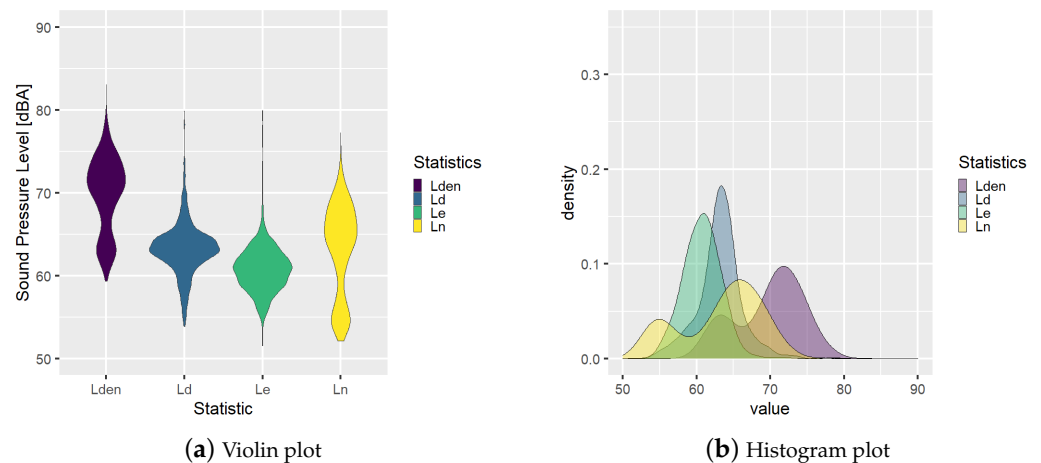 90
80
70
60
50
Sound Pressure Level [dBA]
Lden
Ld
Le
Ln
Statistic
Statistics
Lden
Ld
Le
Ln
(a) Violin plot
0.3
0.2
0.1
0.0
density
50
60
70
80
90
value
Statistics
Lden
Ld
Le
Ln
(b) Histogram plot